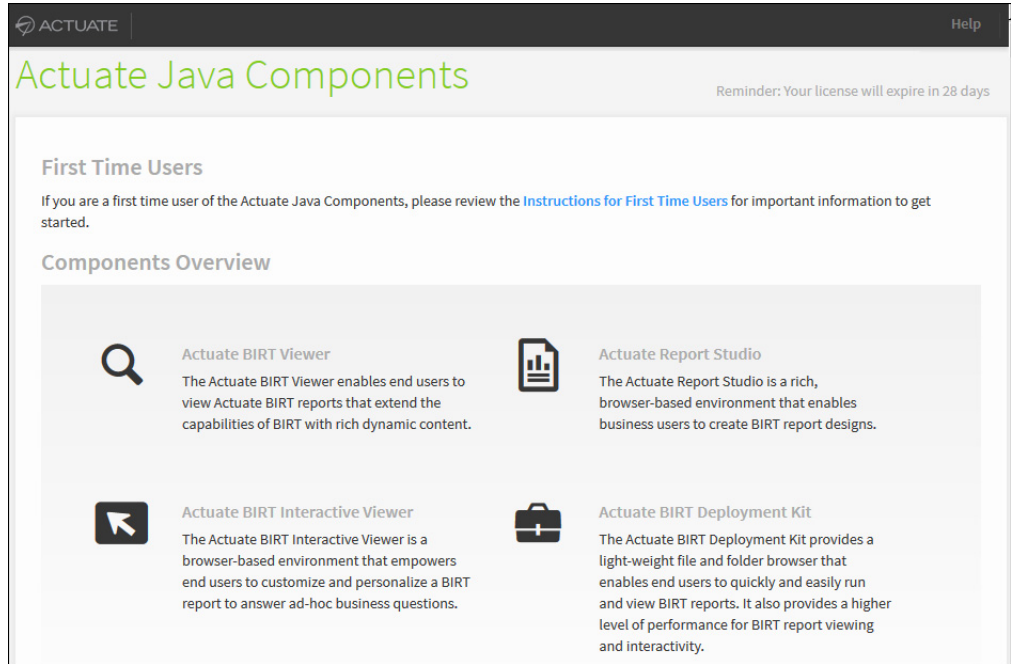 ACTUATE
Help
Actuate Java Components
Reminder: Your license will expire in 28 days
First Time Users
If you are a first time user of the Actuate Java Components, please review the Instructions for First Time Users for important information to get
started.
Components Overview
Actuate BIRT Viewer
The Actuate BIRT Viewer enables end users to
view Actuate BIRT reports that extend the
capabilities of BIRT with rich dynamic content.
Actuate Report Studio
The Actuate Report Studio is a rich,
browser-based environment that enables
business users to create BIRT report designs.
Actuate BIRT Interactive Viewer
The Actuate BIRT Interactive Viewer is a
browser-based environment that empowers
end users to customize and personalize a BIRT
report to answer ad-hoc business questions.
Actuate BIRT Deployment Kit
The Actuate BIRT Deployment Kit provides a
light-weight file and folder browser that
enables end users to quickly and easily run
and view BIRT reports. It also provides a higher
level of performance for BIRT report viewing
and interactivity.